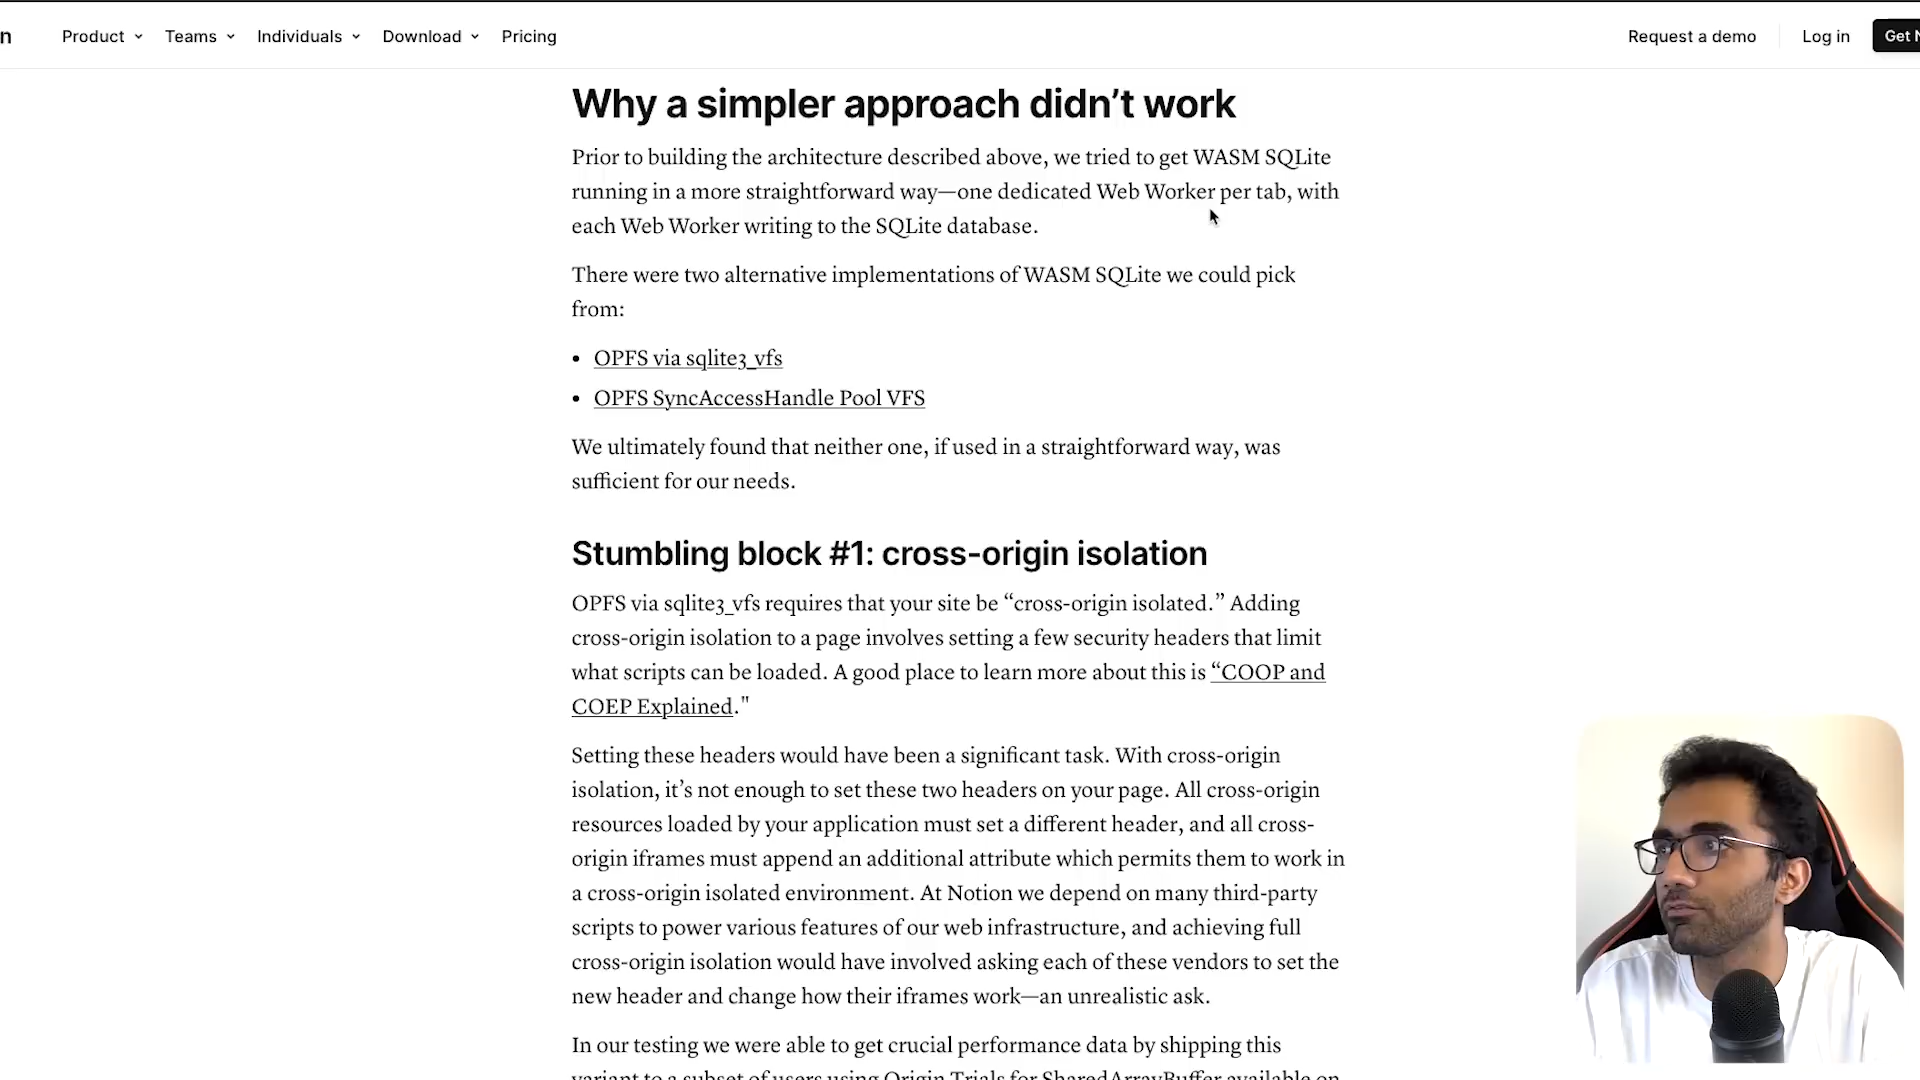 n Product Teams Individuals Download Pricing Request a demo Log in Get N
Why a simpler approach didn’t work
Prior to building the architecture described above, we tried to get WASM SQLite
running in a more straightforward way—one dedicated Web Worker per tab, with
each Web Worker writing to the SQLite database.
There were two alternative implementations of WASM SQLite we could pick
from:
• OPFS via sqlite3_vfs
• OPFS SyncAccessHandle Pool VFS
We ultimately found that neither one, if used in a straightforward way, was
sufficient for our needs.
Stumbling block #1: cross-origin isolation
OPFS via sqlite3_vfs requires that your site be “cross-origin isolated.” Adding
cross-origin isolation to a page involves setting a few security headers that limit
what scripts can be loaded. A good place to learn more about this is “COOP and
COEP Explained."
Setting these headers would have been a significant task. With cross-origin
isolation, it’s not enough to set these two headers on your page. All cross-origin
resources loaded by your application must set a different header, and all cross-
origin iframes must append an additional attribute which permits them to work in
a cross-origin isolated environment. At Notion we depend on many third-party
scripts to power various features of our web infrastructure, and achieving full
cross-origin isolation would have involved asking each of these vendors to set the
new header and change how their iframes work—an unrealistic ask.
In our testing we were able to get crucial performance data by shipping this
variant to a subset of users using Origin Trials for SharedArrayBuffer available on